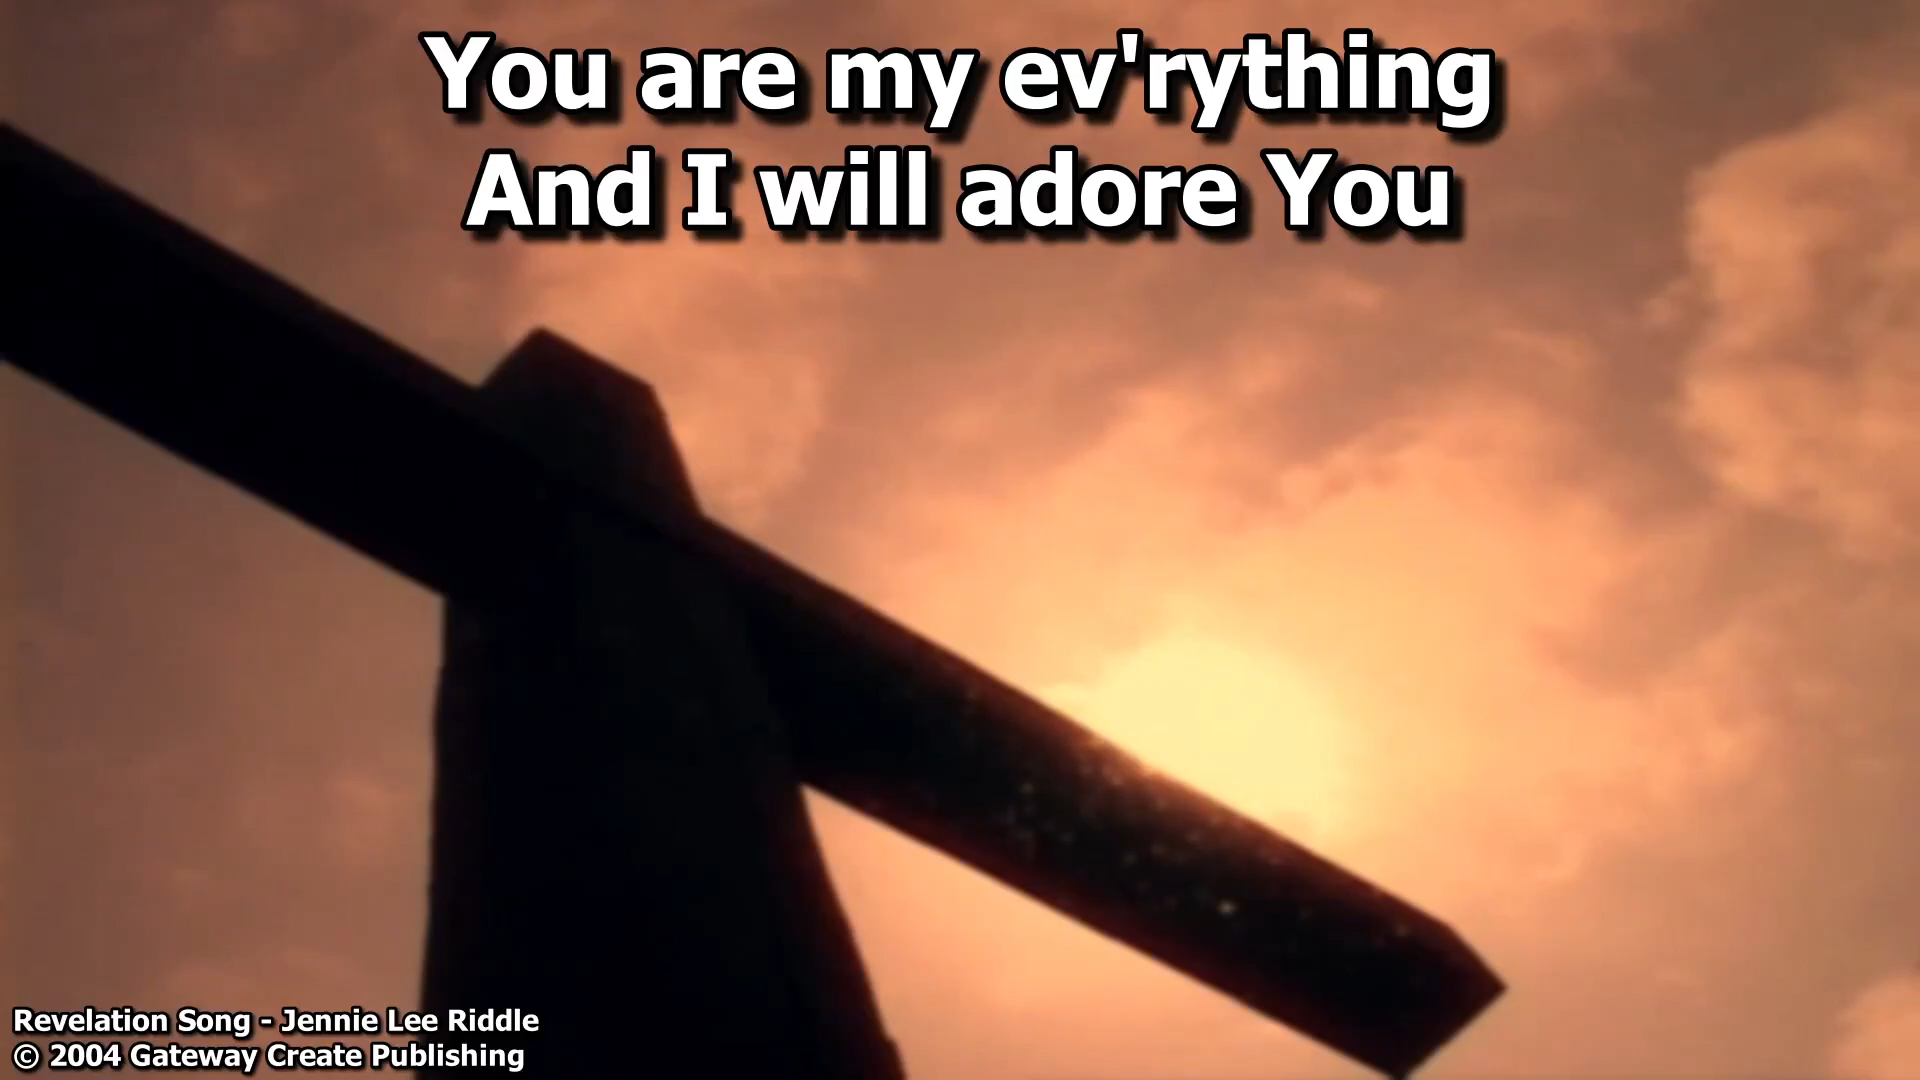 You are my ev'rything
And I will adore You
Revelation Song - Jennie Lee Riddle
© 2004 Gateway Create Publishing